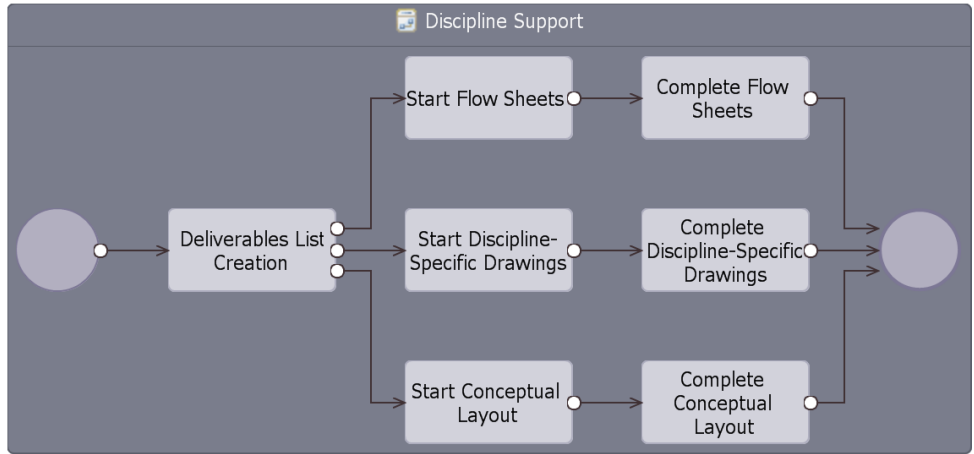 Discipline Support
Start Flow Sheets
Complete Flow
Sheets
Deliverables List
Creation
Start Discipline-
Specific Drawings
Complete
Discipline-Specific
Drawings
Start Conceptual
Layout
Complete
Conceptual
Layout